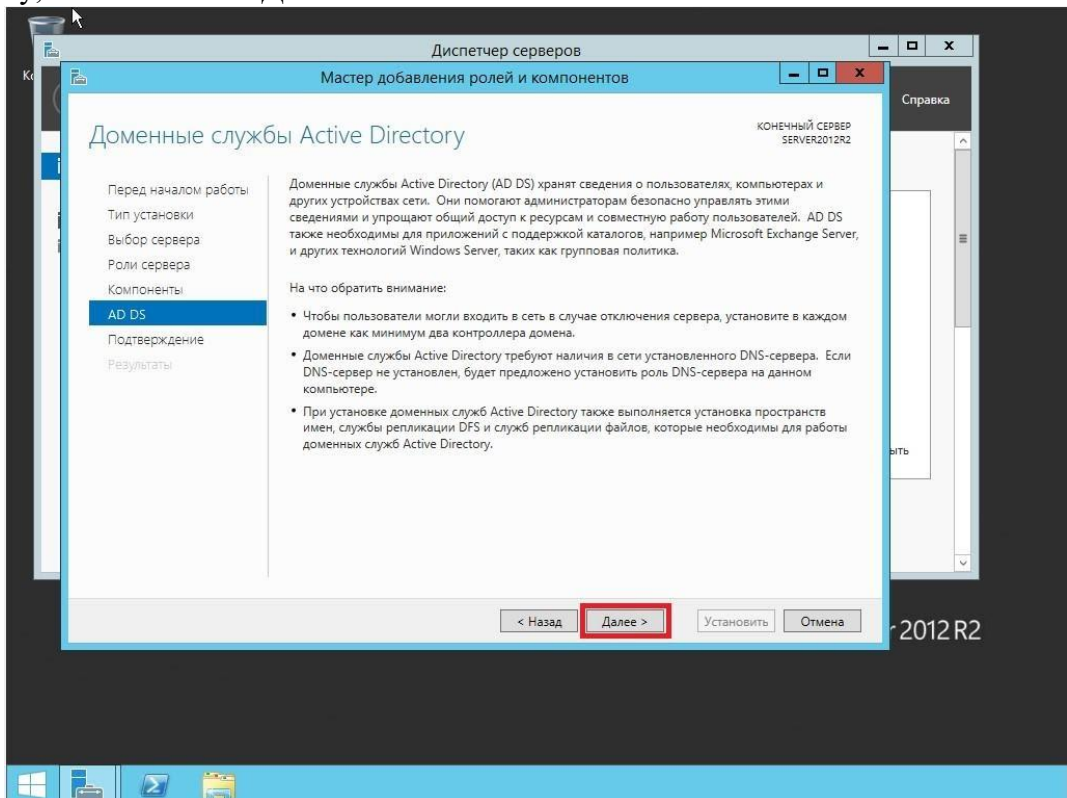 Диспетчер серверов
Мастер добавления ролей и компонентов
Справка
Доменные службы Active Directory
КОНЕЧНЫЙ СЕРВЕР
SERVER2012R2
Перед началом работы
Тип установки
Выбор сервера
Роли сервера
Компоненты
AD DS
Подтверждение
Результаты
Доменные службы Active Directory (AD DS) хранят сведения о пользователях, компьютерах и
других устройствах сети. Они помогают администраторам безопасно управлять этими
сведениями и упрощают общий доступ к ресурсам и совместную работу пользователей. AD DS
также необходимы для приложений с поддержкой каталогов, например Microsoft Exchange Server,
и других технологий Windows Server, таких как групповая политика.
На что обратить внимание:
• Чтобы пользователи могли входить в сеть в случае отключения сервера, установите в каждом
домене как минимум два контроллера домена.
• Доменные службы Active Directory требуют наличия в сети установленного DNS-сервера. Если
DNS-сервер не установлен, будет предложено установить роль DNS-сервера на данном
компьютере.
• При установке доменных служб Active Directory также выполняется установка пространств
имен, службы репликации DFS и служб репликации файлов, которые необходимы для работы
доменных служб Active Directory.
ыть
< Назад Далее > Установить Отмена
2012 R2